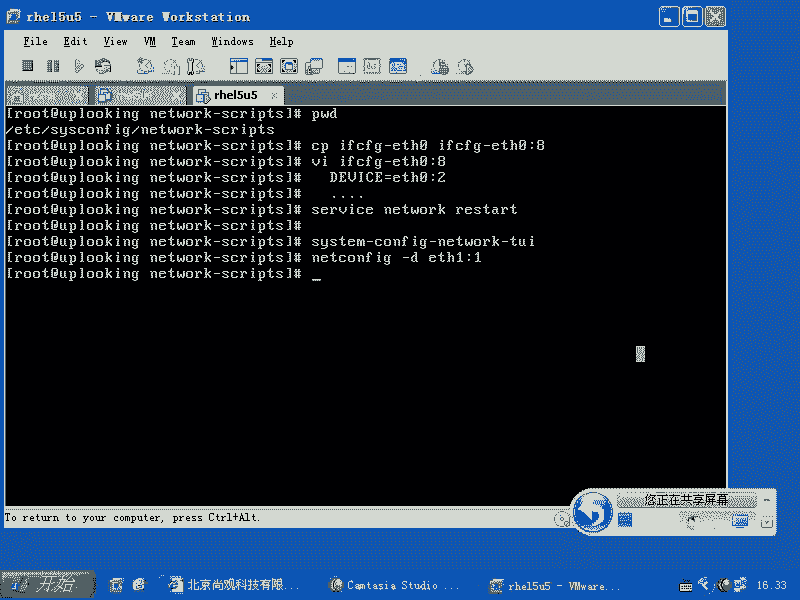 rhel5u5 - VMware Workstation
File Edit View VM Team Windows Help
rhel5u5
[root@uplooking network-scripts]# pwd
/etc/sysconfig/network-scripts
[root@uplooking network-scripts]# cp ifcfg-eth0 ifcfg-eth0:8
[root@uplooking network-scripts]# vi ifcfg-eth0:8
[root@uplooking network-scripts]#   DEVICE=eth0:2
[root@uplooking network-scripts]#   ....
[root@uplooking network-scripts]# service network restart
[root@uplooking network-scripts]#
[root@uplooking network-scripts]# system-config-network-tui
[root@uplooking network-scripts]# netconfig -d eth1:1
[root@uplooking network-scripts]# _
您正在共享屏幕
To return to your computer, press Ctrl+Alt.
开始 北京尚观科技有限... Camtasia Studio ... rhel5u5 - VMware... 16:33